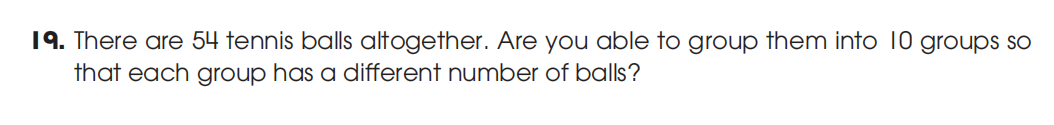 19. There are 54 tennis balls altogether. Are you able to group them into 10 groups so
that each group has a different number of balls?